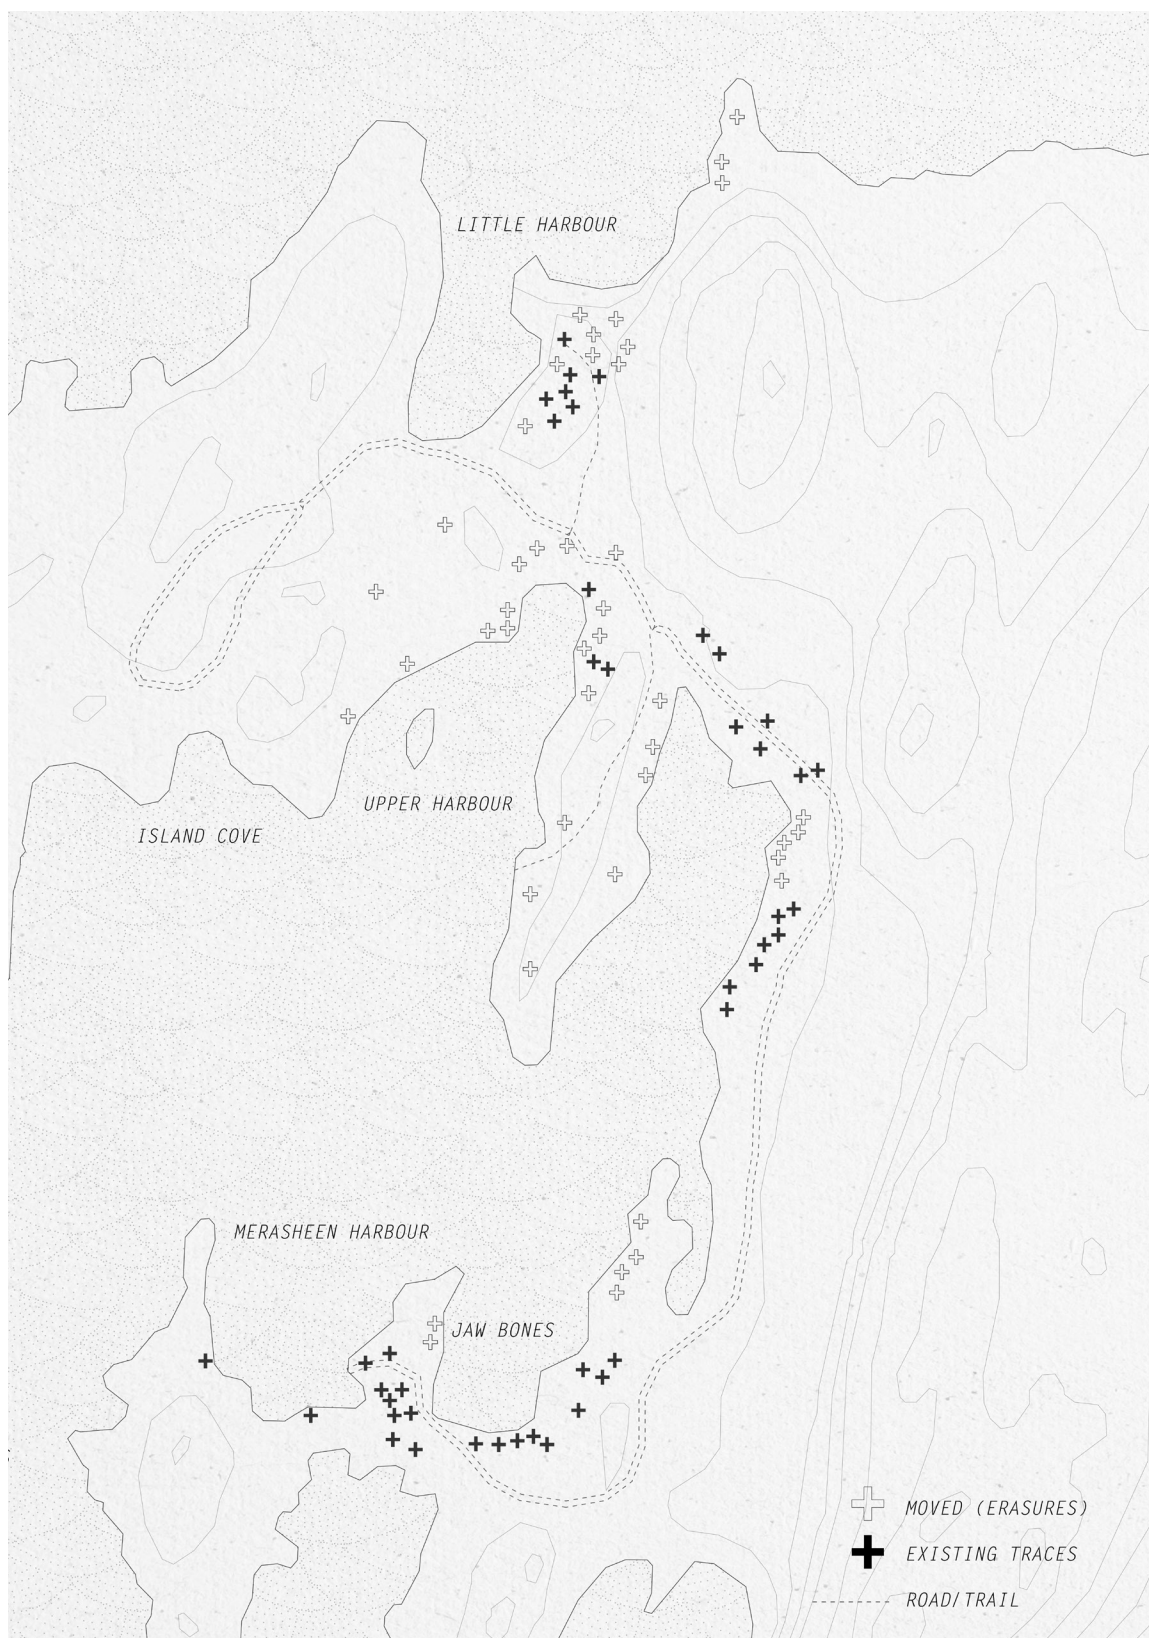 LITTLE HARBOUR
UPPER HARBOUR
ISLAND COVE
MERASHEEN HARBOUR
JAW BONES
MOVED (ERASURES)
EXISTING TRACES
ROAD/TRAIL